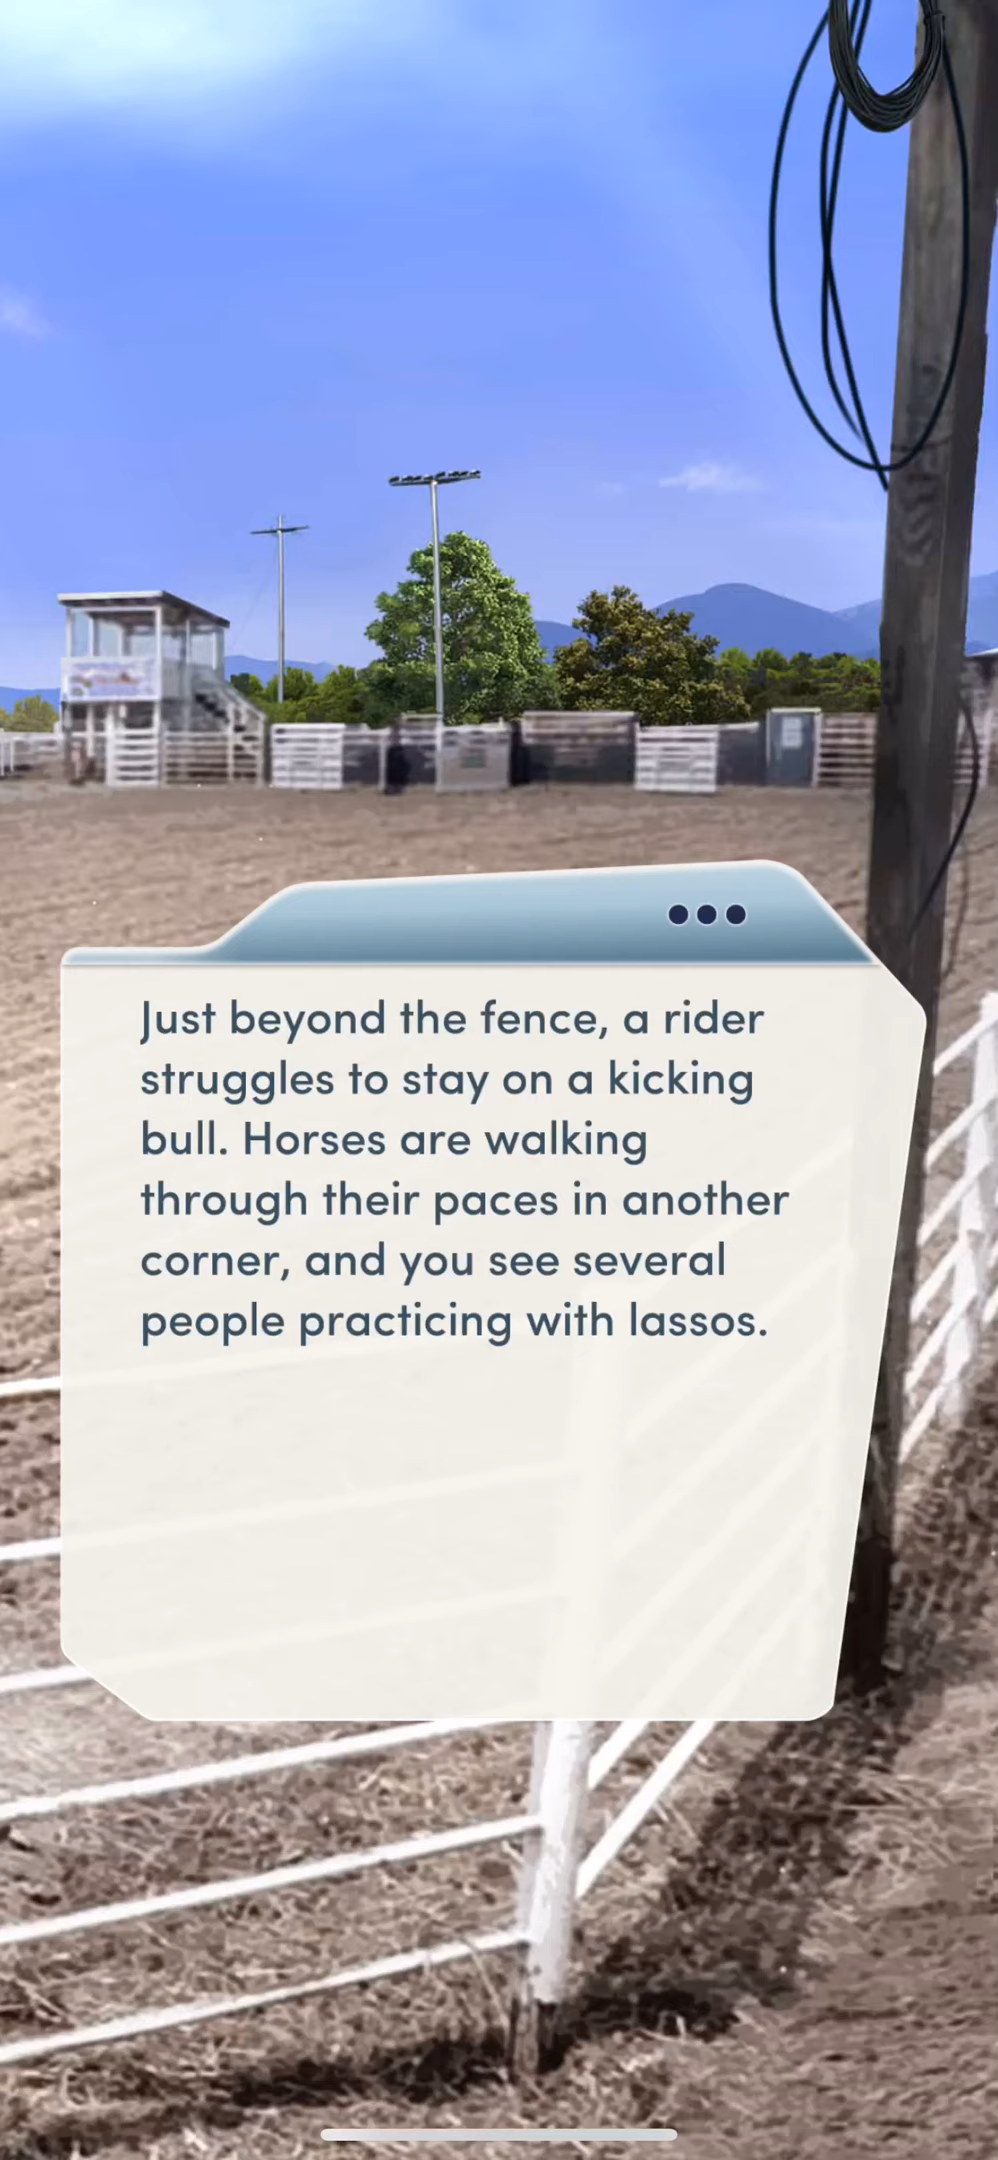 Just beyond the fence, a rider
struggles to stay on a kicking
bull. Horses are walking
through their paces in another
corner, and you see several
people practicing with lassos.